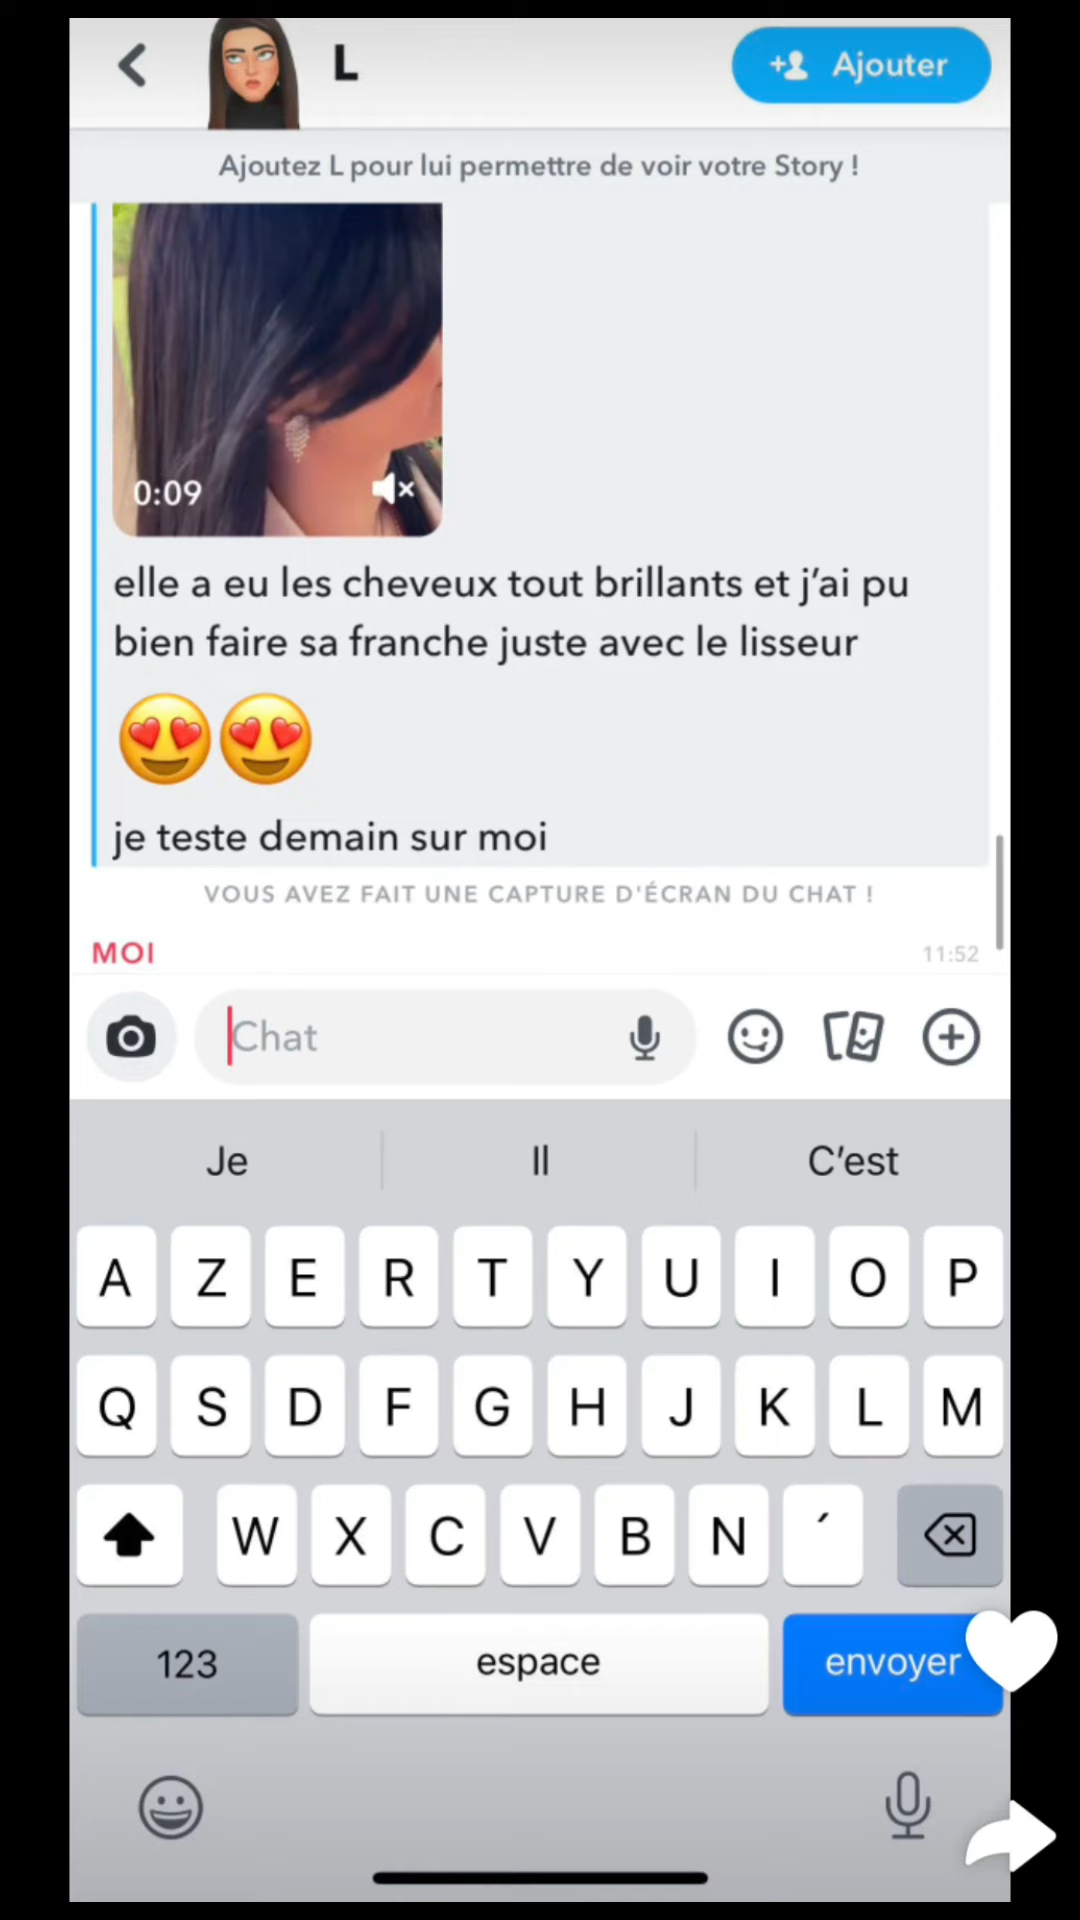 L
Ajouter
Ajoutez L pour lui permettre de voir votre Story !
0:09
elle a eu les cheveux tout brillants et j’ai pu
bien faire sa franche juste avec le lisseur
😍😍
je teste demain sur moi
VOUS AVEZ FAIT UNE CAPTURE D'ÉCRAN DU CHAT !
MOI 11:52
Chat
Je Il C’est
A Z E R T Y U I O P
Q S D F G H J K L M
W X C V B N ´
123 espace envoyer